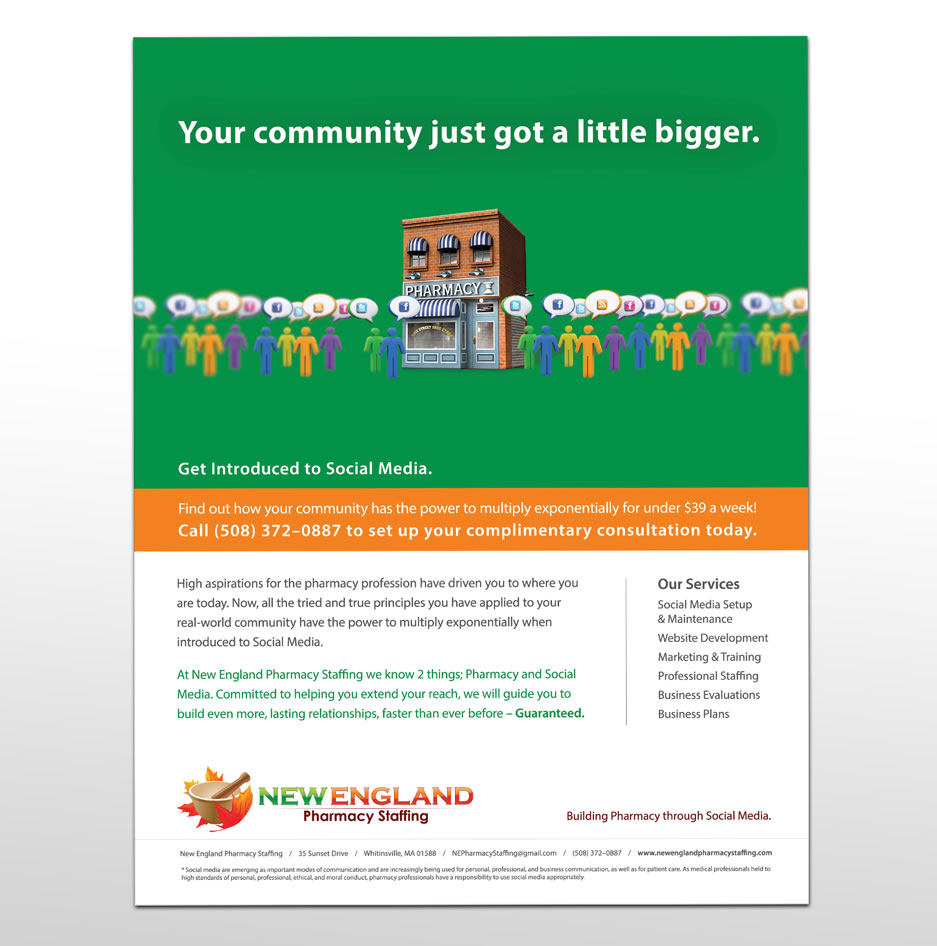 Your community just got a little bigger.
PHARMACY
Get Introduced to Social Media.
Find out how your community has the power to multiply exponentially for under $39 a week!
Call (508) 372–0887 to set up your complimentary consultation today.
High aspirations for the pharmacy profession have driven you to where you
are today. Now, all the tried and true principles you have applied to your
real-world community have the power to multiply exponentially when
introduced to Social Media.
At New England Pharmacy Staffing we know 2 things; Pharmacy and Social
Media. Committed to helping you extend your reach, we will guide you to
build even more, lasting relationships, faster than ever before – Guaranteed.
Our Services
Social Media Setup
& Maintenance
Website Development
Marketing & Training
Professional Staffing
Business Evaluations
Business Plans
NEW ENGLAND
Pharmacy Staffing
Building Pharmacy through Social Media.
New England Pharmacy Staffing / 35 Sunset Drive / Whitinsville, MA 01588 / NEPharmacyStaffing@gmail.com / (508) 372–0887 / www.newenglandpharmacystaffing.com
* Social media are emerging as important modes of communication and are increasingly being used for personal, professional, and business communication, as well as for patient care. As medical professionals held to
high standards of personal, professional, ethical, and moral conduct, pharmacy professionals have a responsibility to use social media appropriately.